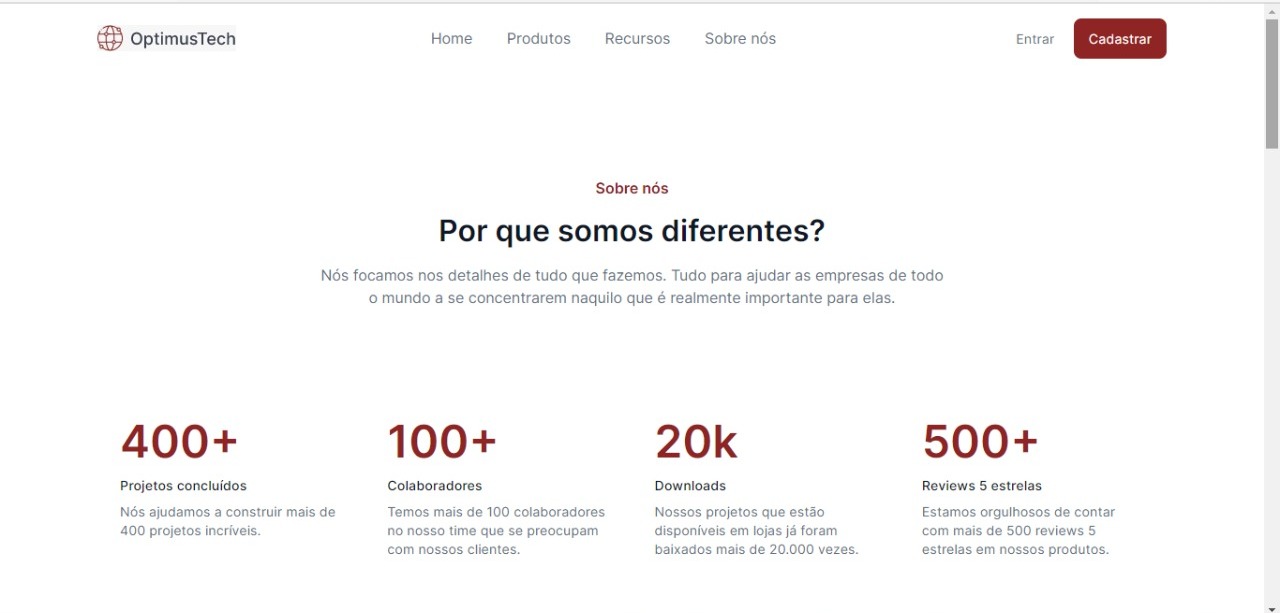 OptimusTech
Home Produtos Recursos Sobre nós
Entrar Cadastrar
Sobre nós
Por que somos diferentes?
Nós focamos nos detalhes de tudo que fazemos. Tudo para ajudar as empresas de todo
o mundo a se concentrarem naquilo que é realmente importante para elas.
400+
Projetos concluídos
Nós ajudamos a construir mais de
400 projetos incríveis.
100+
Colaboradores
Temos mais de 100 colaboradores
no nosso time que se preocupam
com nossos clientes.
20k
Downloads
Nossos projetos que estão
disponíveis em lojas já foram
baixados mais de 20.000 vezes.
500+
Reviews 5 estrelas
Estamos orgulhosos de contar
com mais de 500 reviews 5
estrelas em nossos produtos.